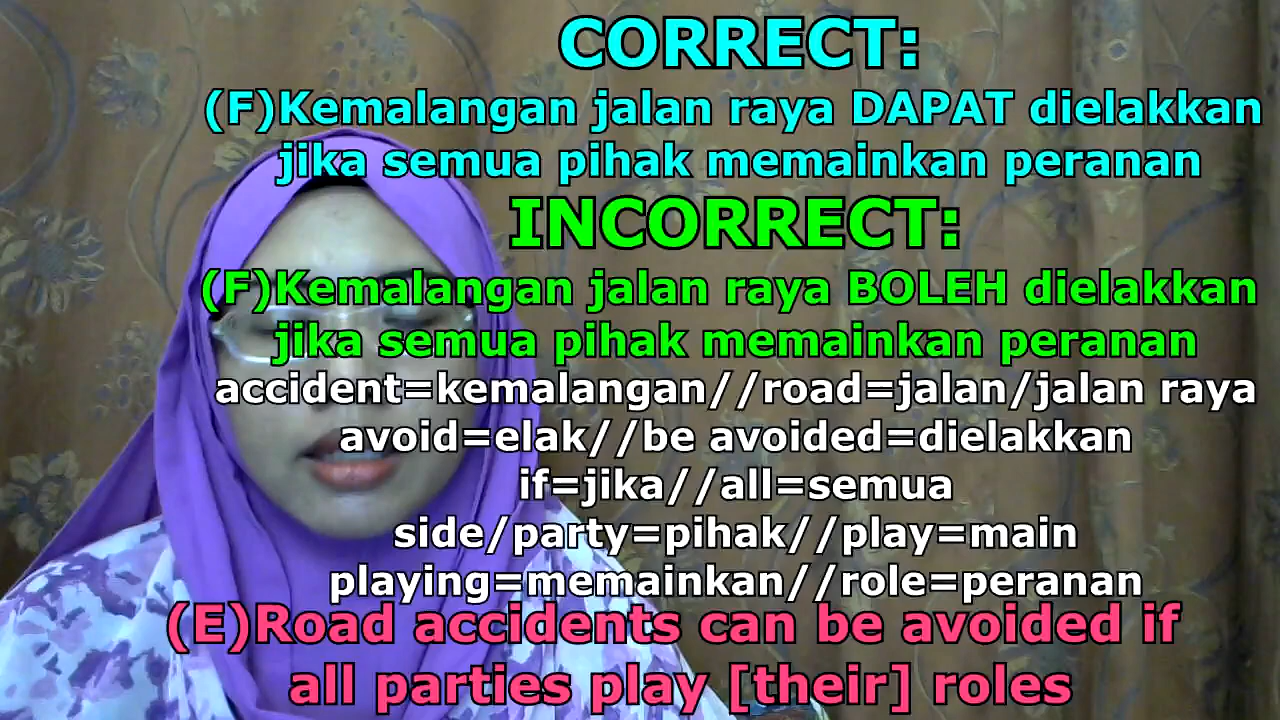 CORRECT:
(F)Kemalangan jalan raya DAPAT dielakkan
jika semua pihak memainkan peranan
INCORRECT:
(F)Kemalangan jalan raya BOLEH dielakkan
jika semua pihak memainkan peranan
accident=kemalangan//road=jalan/jalan raya
avoid=elak//be avoided=dielakkan
if=jika//all=semua
side/party=pihak//play=main
playing=memainkan//role=peranan
(E)Road accidents can be avoided if
all parties play [their] roles